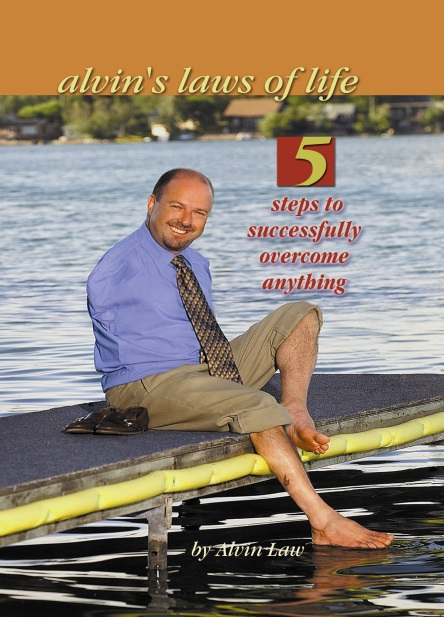 alvin's laws of life
5
steps to
successfully
overcome
anything
by Alvin Law